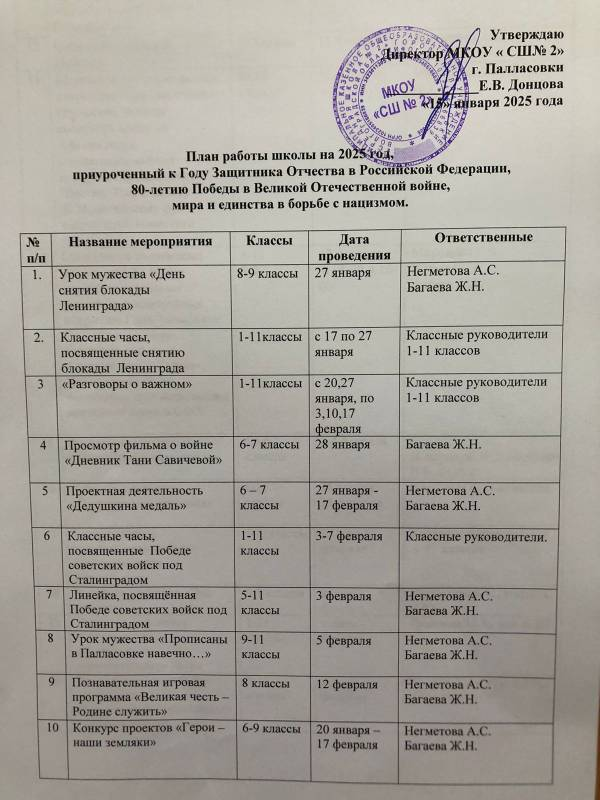 Утверждаю
Директор МКОУ « СШ№ 2»
г. Палласовки
Е.В. Донцова
«15» января 2025 года
МКОУ
«СШ № 2»
План работы школы на 2025 год,
приуроченный к Году Защитника Отчества в Российской Федерации,
80-летию Победы в Великой Отечественной войне,
мира и единства в борьбе с нацизмом.
№ п/п Название мероприятия Классы Дата проведения Ответственные
1. Урок мужества «День 8-9 классы 27 января Негметова А.С.
снятия блокады Багаева Ж.Н.
Ленинграда»
2. Классные часы, 1-11классы с 17 по 27 Классные руководители
посвященные снятию января 1-11 классов
блокады Ленинграда
3 «Разговоры о важном» 1-11классы с 20,27 Классные руководители
января, по 1-11 классов
3,10,17
февраля
4 Просмотр фильма о войне 6-7 классы 28 января Багаева Ж.Н.
«Дневник Тани Савичевой»
5 Проектная деятельность 6 – 7 27 января - Негметова А.С.
«Дедушкина медаль» классы 17 февраля Багаева Ж.Н.
6 Классные часы, 1-11 3-7 февраля Классные руководители.
посвященные Победе классы
советских войск под
Сталинградом
7 Линейка, посвящённая 5-11 3 февраля Негметова А.С.
Победе советских войск под классы Багаева Ж.Н.
Сталинградом
8 Урок мужества «Прописаны 9-11 5 февраля Негметова А.С.
в Палласовке навечно…» классы Багаева Ж.Н.
9 Познавательная игровая 8 классы 12 февраля Негметова А.С.
программа «Великая честь – Багаева Ж.Н.
Родине служить»
10 Конкурс проектов «Герои – 6-9 классы 20 января – Негметова А.С.
наши земляки» 17 февраля Багаева Ж.Н.